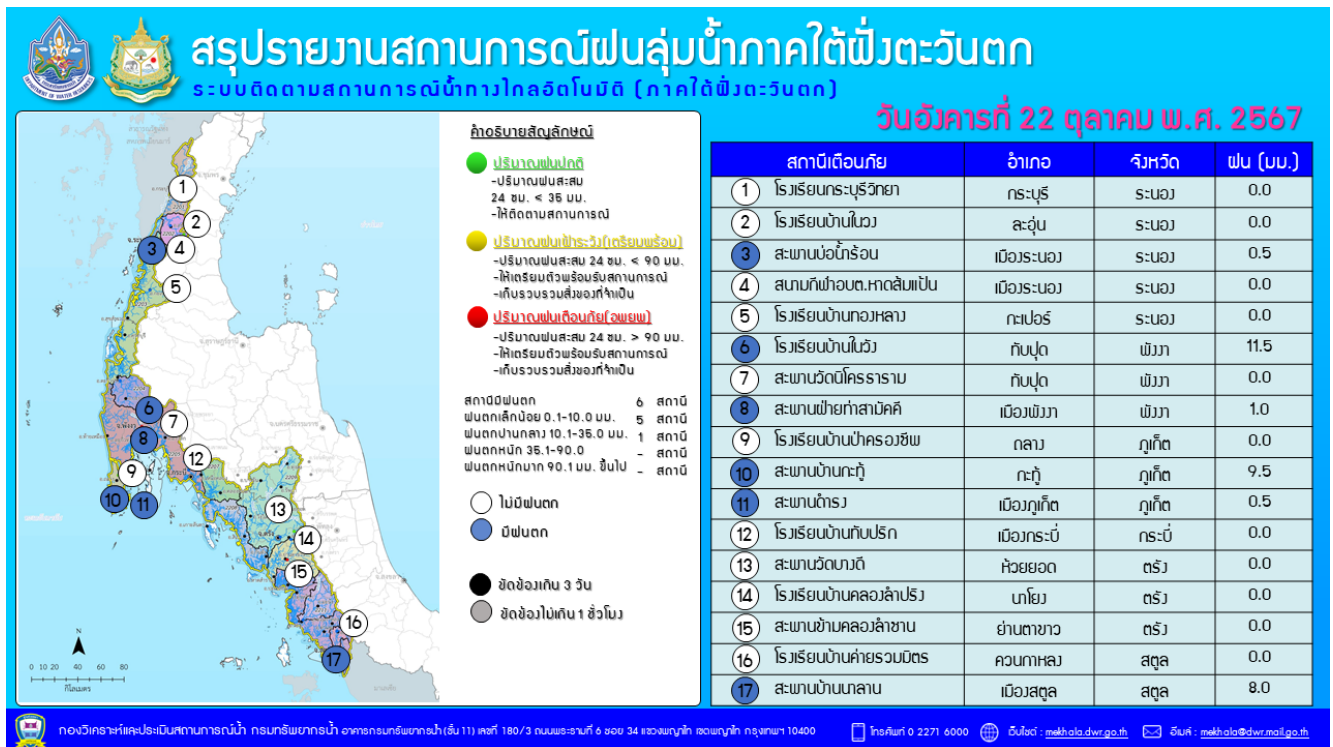 สรุปรายงานสถานการณ์ฝนลุ่มน้ำภาคใต้ฝั่งตะวันตก
ระบบติดตามสถานการณ์น้ำทางไกลอัตโนมัติ (ภาคใต้ฝั่งตะวันตก)
วันอังคารที่ 22 ตุลาคม พ.ศ. 2567
คำอธิบายสัญลักษณ์
ปริมาณฝนปกติ
-ปริมาณฝนสะสม
24 ชม. < 35 มม.
-ให้ติดตามสถานการณ์
ปริมาณฝนเฝ้าระวัง(เตรียมพร้อม)
-ปริมาณฝนสะสม 24 ชม. < 90 มม.
-ให้เตรียมตัวพร้อมรับสถานการณ์
-เก็บรวบรวมสิ่งของที่จำเป็น
ปริมาณฝนเตือนภัย(อพยพ)
-ปริมาณฝนสะสม 24 ชม. > 90 มม.
-ให้เตรียมตัวพร้อมรับสถานการณ์
-เก็บรวบรวมสิ่งของที่จำเป็น
สถานีมีฝนตก 6 สถานี
ฝนตกเล็กน้อย 0.1-10.0 มม. 5 สถานี
ฝนตกปานกลาง 10.1-35.0 มม. 1 สถานี
ฝนตกหนัก 35.1-90.0 - สถานี
ฝนตกหนักมาก 90.1 มม. ขึ้นไป - สถานี
ไม่มีฝนตก
มีฝนตก
ขัดข้องเกิน 3 วัน
ขัดข้องไม่เกิน 1 ชั่วโมง
1
2
3 4
5
6
7
8
12
9
10 11
13
14
15
16
17
N
0 10 20 40 60 80
กิโลเมตร
สถานีเตือนภัย อำเภอ จังหวัด ฝน (มม.)
1 โรงเรียนกระบุรีวิทยา กระบุรี ระนอง 0.0
2 โรงเรียนบ้านในวง ละอุ่น ระนอง 0.0
3 สะพานบ่อน้ำร้อน เมืองระนอง ระนอง 0.5
4 สนามกีฬาอบต.หาดส้มแป้น เมืองระนอง ระนอง 0.0
5 โรงเรียนบ้านทองหลาง กะเปอร์ ระนอง 0.0
6 โรงเรียนบ้านในวัง ทับปุด พังงา 11.5
7 สะพานวัดนิโครธาราม ทับปุด พังงา 0.0
8 สะพานฝ่ายท่าสามัคคี เมืองพังงา พังงา 1.0
9 โรงเรียนบ้านป่าครองชีพ ถลาง ภูเก็ต 0.0
10 สะพานบ้านกะทู้ กะทู้ ภูเก็ต 9.5
11 สะพานดำรง เมืองภูเก็ต ภูเก็ต 0.5
12 โรงเรียนบ้านทับปริก เมืองกระบี่ กระบี่ 0.0
13 สะพานวัดบางดี ห้วยยอด ตรัง 0.0
14 โรงเรียนบ้านคลองลำปริง นาโยง ตรัง 0.0
15 สะพานข้ามคลองลำชาน ย่านตาขาว ตรัง 0.0
16 โรงเรียนบ้านค่ายรวมมิตร ควนกาหลง สตูล 0.0
17 สะพานบ้านนาลาน เมืองสตูล สตูล 8.0
กองวิเคราะห์และประเมินสถานการณ์น้ำ กรมทรัพยากรน้ำ อาคารกรมทรัพยากรน้ำ (ชั้น 11) เลขที่ 180/3 ถนนพระรามที่ 6 ซอย 34 แขวงพญาไท เขตพญาไท กรุงเทพฯ 10400 โทรศัพท์ 0 2271 6000 เว็บไซต์ : mekhala.dwr.go.th อีเมล์ : mekhala@dwr.mail.go.th